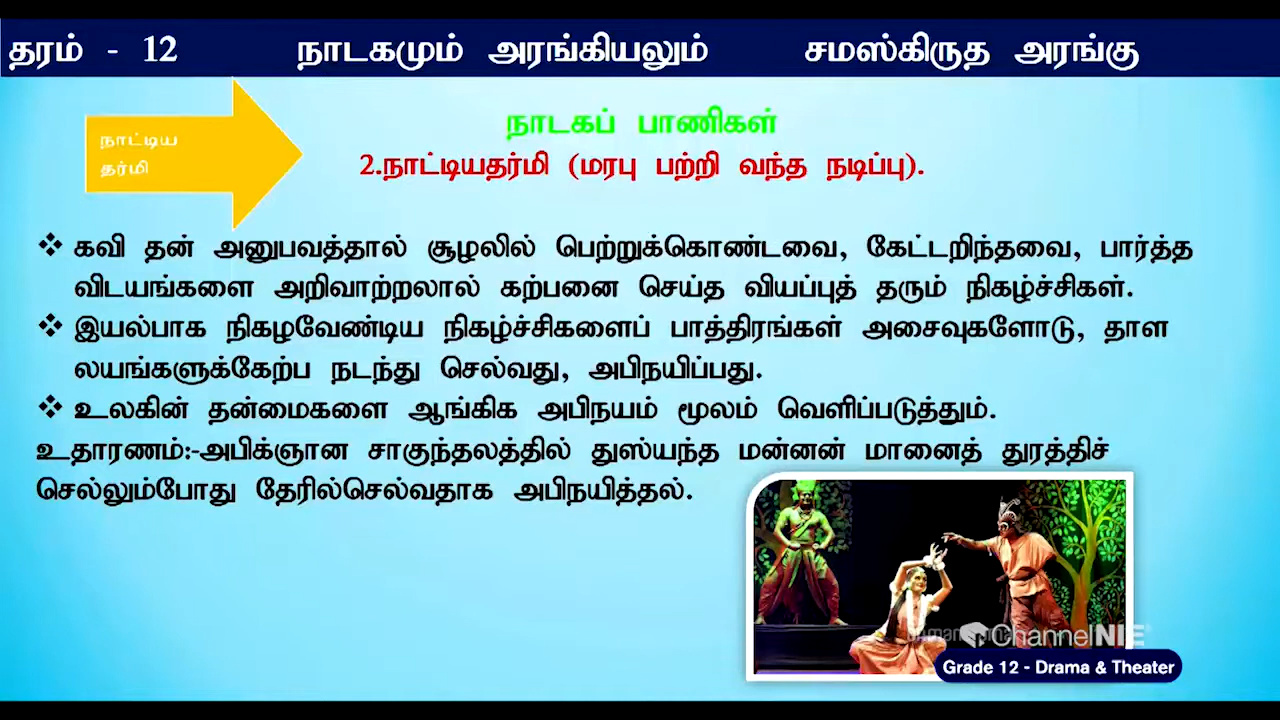 தரம் - 12 நாடகமும் அரங்கியலும் சமஸ்கிருத அரங்கு
நாட்டிய
தர்மி
நாடகப் பாணிகள்
2.நாட்டியதர்மி (மரபு பற்றி வந்த நடிப்பு).
❖ கவி தன் அனுபவத்தால் சூழலில் பெற்றுக்கொண்டவை, கேட்டறிந்தவை, பார்த்த
விடயங்களை அறிவாற்றலால் கற்பனை செய்த வியப்புத் தரும் நிகழ்ச்சிகள்.
❖ இயல்பாக நிகழவேண்டிய நிகழ்ச்சிகளைப் பாத்திரங்கள் அசைவுகளோடு, தாள
லயங்களுக்கேற்ப நடந்து செல்வது, அபிநயிப்பது.
❖ உலகின் தன்மைகளை ஆங்கிக அபிநயம் மூலம் வெளிப்படுத்தும்.
உதாரணம்:-அபிக்ஞான சாகுந்தலத்தில் துஸ்யந்த மன்னன் மானைத் துரத்திச்
செல்லும்போது தேரில்செல்வதாக அபிநயித்தல்.
ChannelNIE
Grade 12 - Drama & Theater